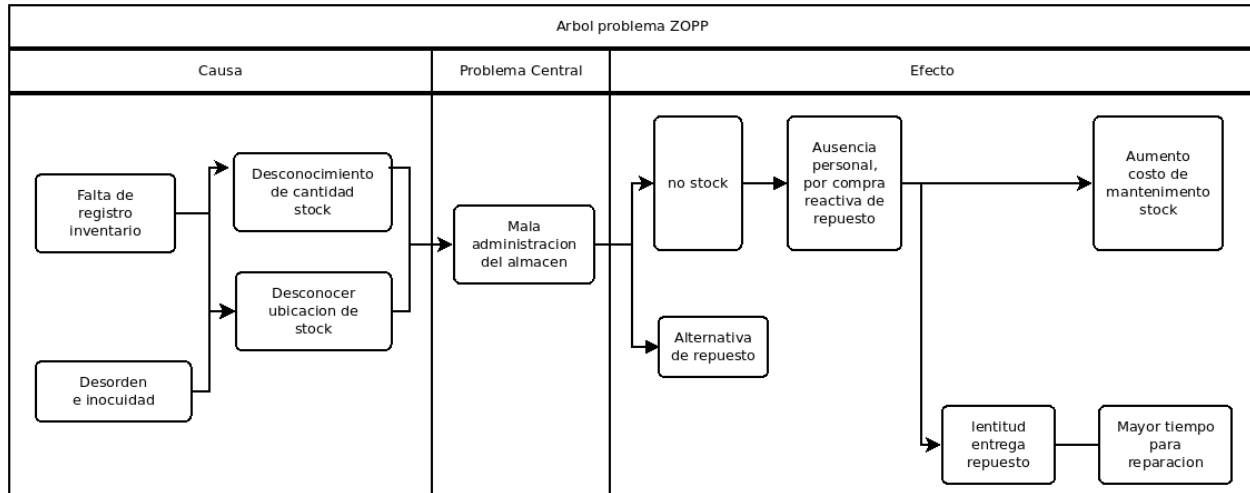 Arbol problema ZOPP
Causa
Problema Central
Efecto
Falta de
registro
inventario
Desorden
e inocuidad
Desconocimiento
de cantidad
stock
Desconocer
ubicacion de
stock
Mala
administracion
del almacen
no stock
Alternativa
de repuesto
Ausencia
personal,
por compra
reactiva de
repuesto
Aumento
costo de
mantenimento
stock
lentitud
entrega
repuesto
Mayor tiempo
para
reparacion